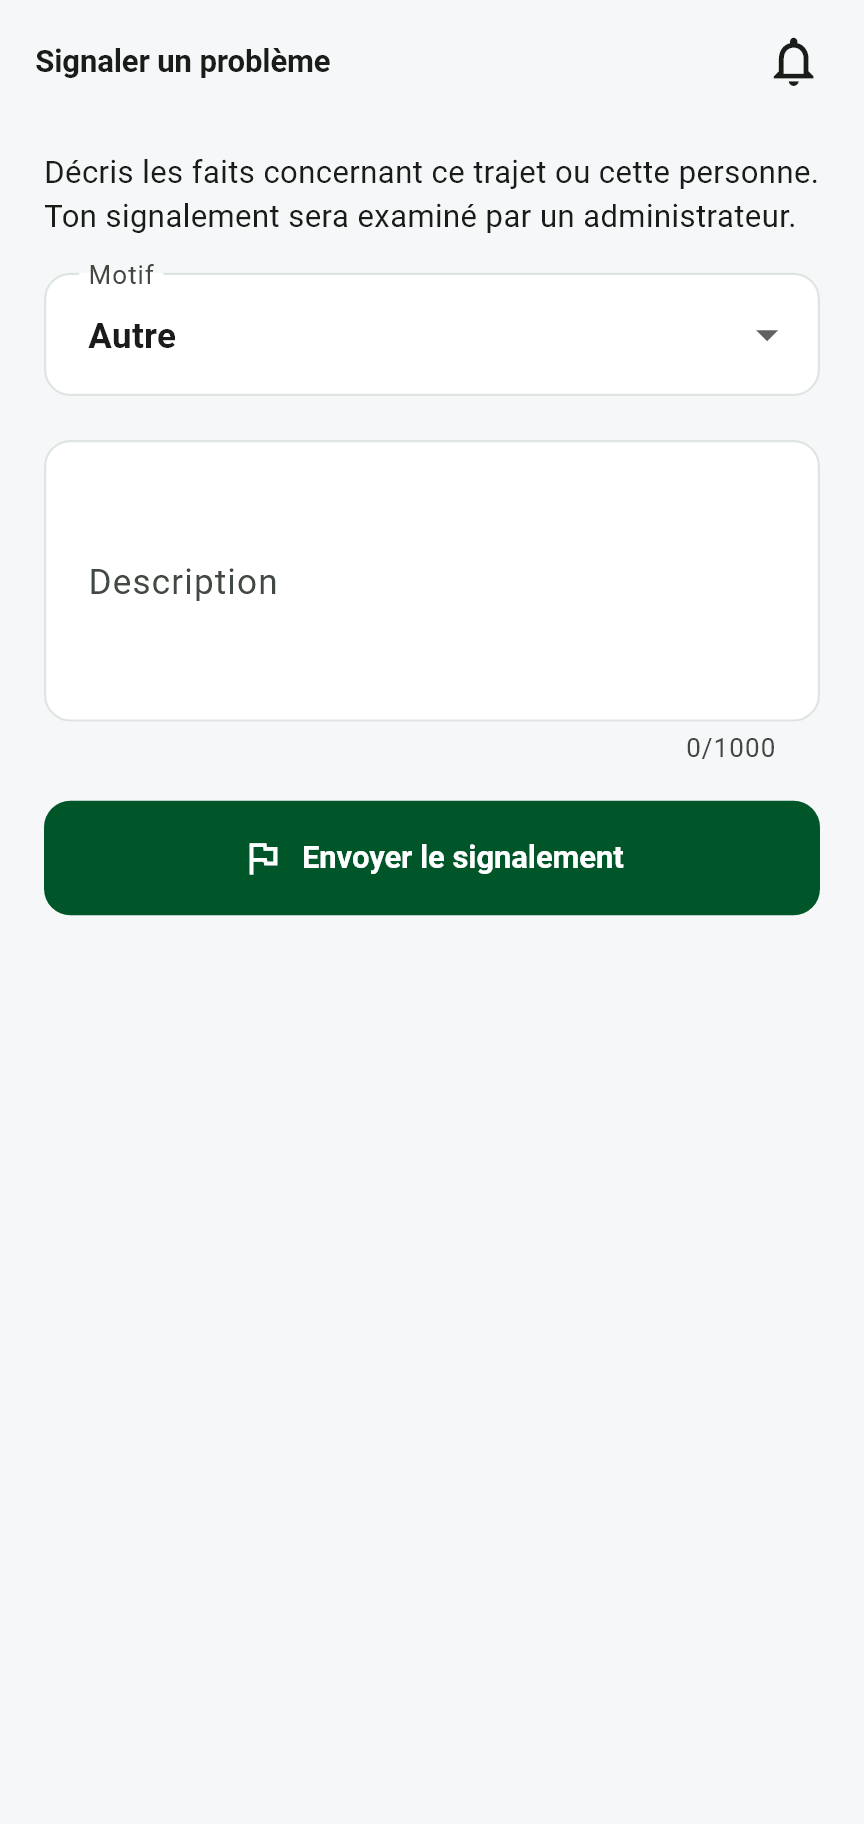 Signaler un problème
Décris les faits concernant ce trajet ou cette personne.
Ton signalement sera examiné par un administrateur.
Motif
Autre
Description
0/1000
Envoyer le signalement